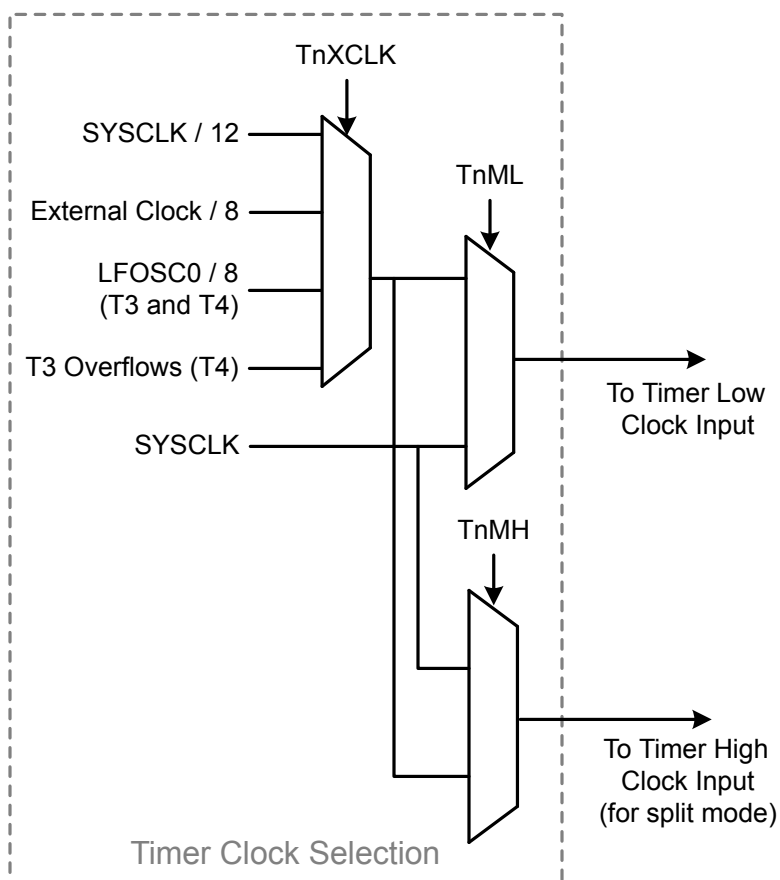 TnXCLK
SYSCLK / 12
TnML
External Clock / 8
LFOSC0 / 8
(T3 and T4)
T3 Overflows (T4)
To Timer Low
Clock Input
SYSCLK
TnMH
To Timer High
Clock Input
(for split mode)
Timer Clock Selection